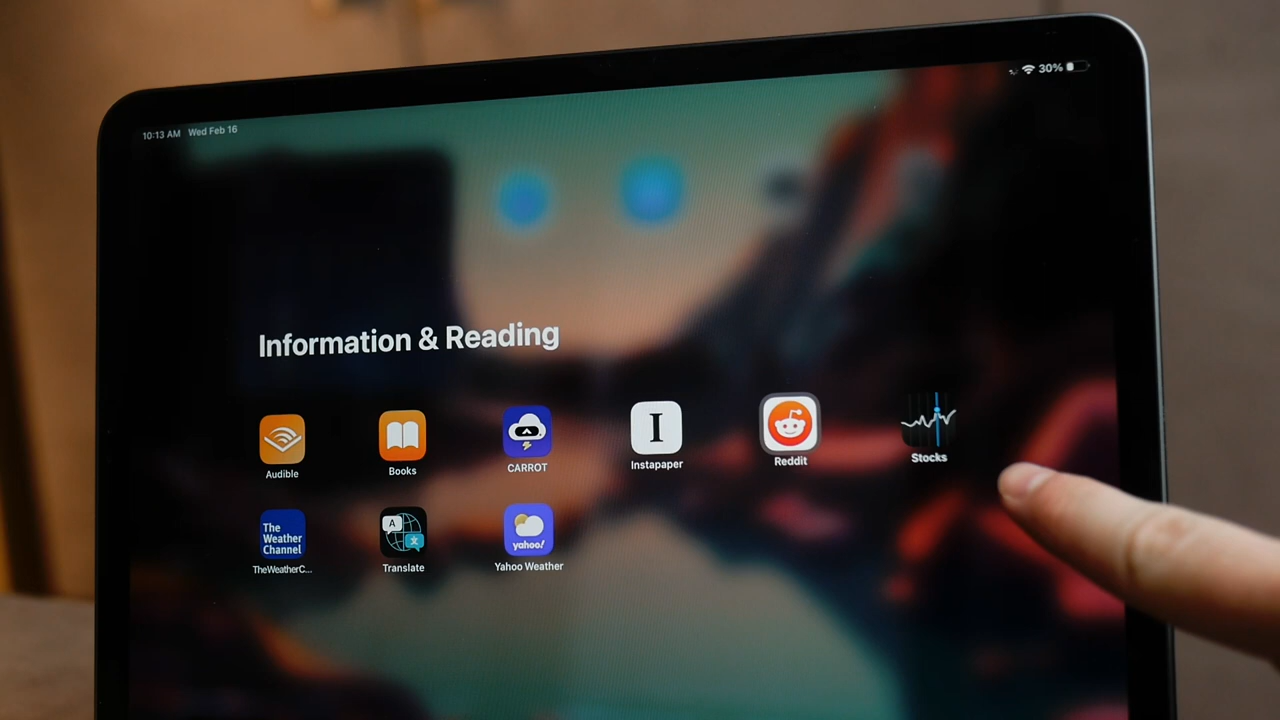 10:13 AM Wed Feb 16
30%
Information & Reading
Audible
Books
CARROT
I
Instapaper
Reddit
Stocks
The
Weather
Channel
TheWeatherC...
A
文
Translate
yahoo!
Yahoo Weather